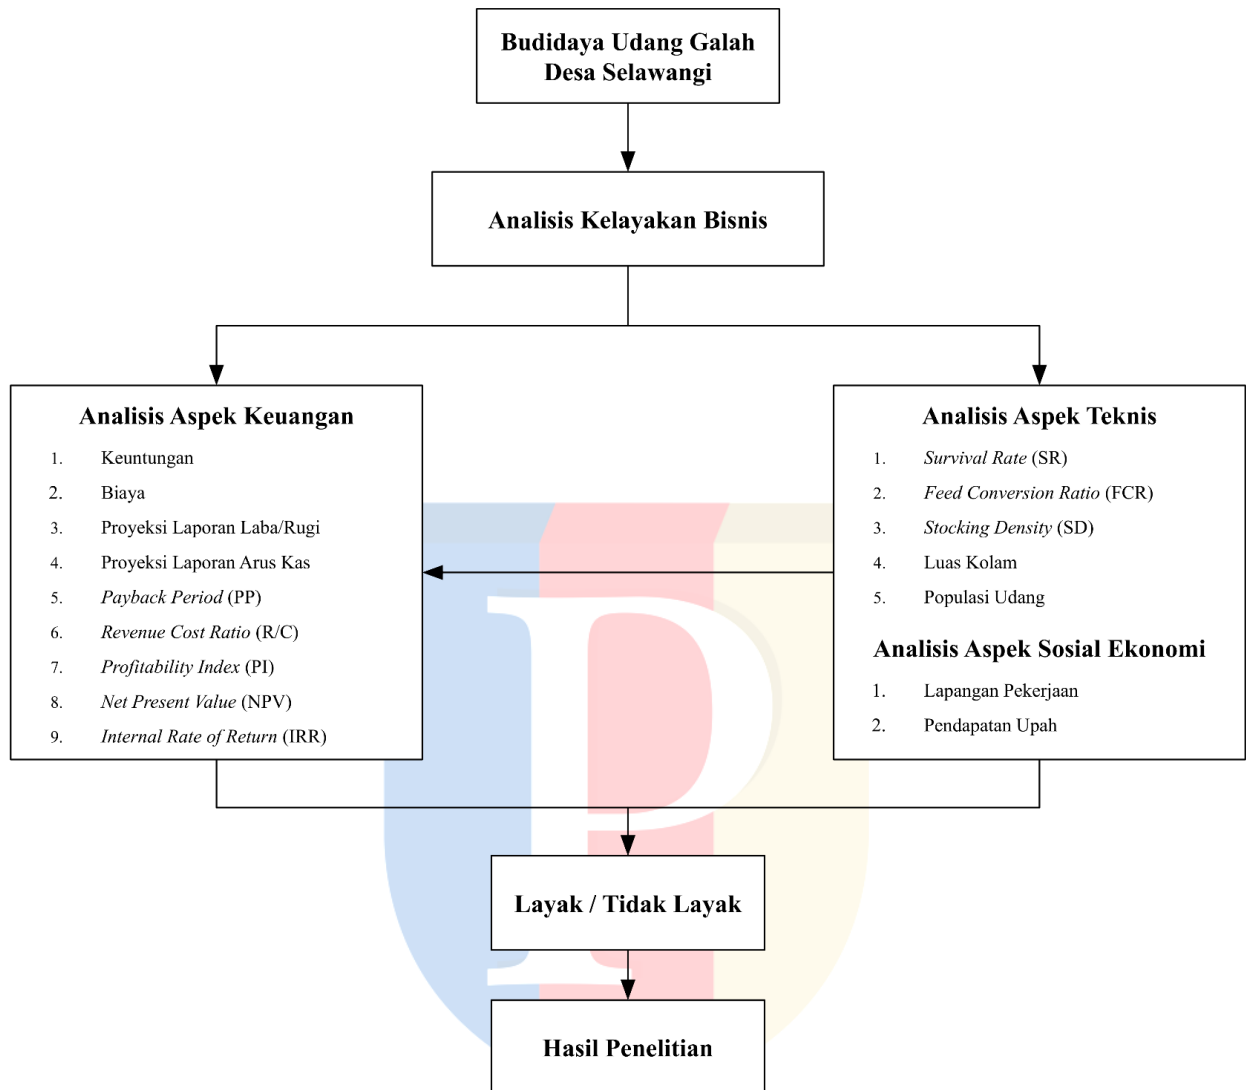 Budidaya Udang Galah
Desa Selawangi
Analisis Kelayakan Bisnis
Analisis Aspek Keuangan
1. Keuntungan
2. Biaya
3. Proyeksi Laporan Laba/Rugi
4. Proyeksi Laporan Arus Kas
5. Payback Period (PP)
6. Revenue Cost Ratio (R/C)
7. Profitability Index (PI)
8. Net Present Value (NPV)
9. Internal Rate of Return (IRR)
Analisis Aspek Teknis
1. Survival Rate (SR)
2. Feed Conversion Ratio (FCR)
3. Stocking Density (SD)
4. Luas Kolam
5. Populasi Udang
Analisis Aspek Sosial Ekonomi
1. Lapangan Pekerjaan
2. Pendapatan Upah
Layak / Tidak Layak
Hasil Penelitian
P